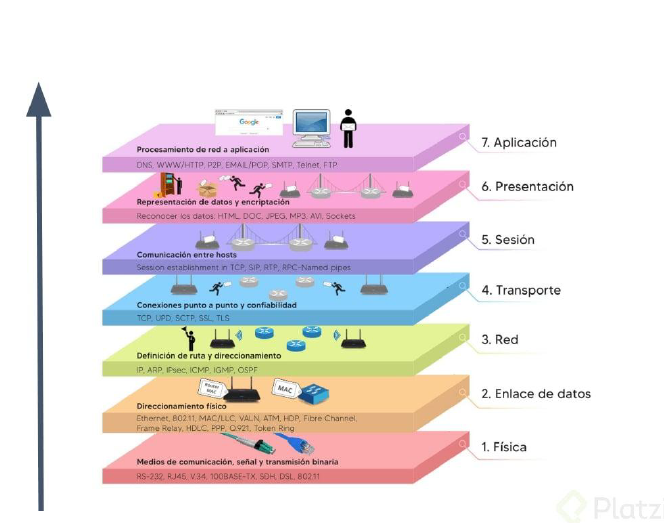 Google
Procesamiento de red a aplicación
DNS, WWW/HTTP, P2P, EMAIL/POP, SMTP, Telnet, FTP
7. Aplicación
Representación de datos y encriptación
Reconocer los datos: HTML, DOC, JPEG, MP3, AVI, Sockets
6. Presentación
Comunicación entre hosts
Session establishment in TCP, SIP, RTP, RPC-Named pipes
5. Sesión
Conexiones punto a punto y confiabilidad
TCP, UPD, SCTP, SSL, TLS
4. Transporte
Definición de ruta y direccionamiento
IP, ARP, IPsec, ICMP, IGMP, OSPF
3. Red
Router MAC
MAC
Direccionamiento físico
Ethernet, 802.11, MAC/LLC, VALN, ATM, HDP, Fibre Channel,
Frame Relay, HDLC, PPP, Q.921, Token Ring
2. Enlace de datos
Medios de comunicación, señal y transmisión binaria
RS-232, RJ45, V.34, 100BASE-TX, SDH, DSL, 802.11
1. Física
Platzi